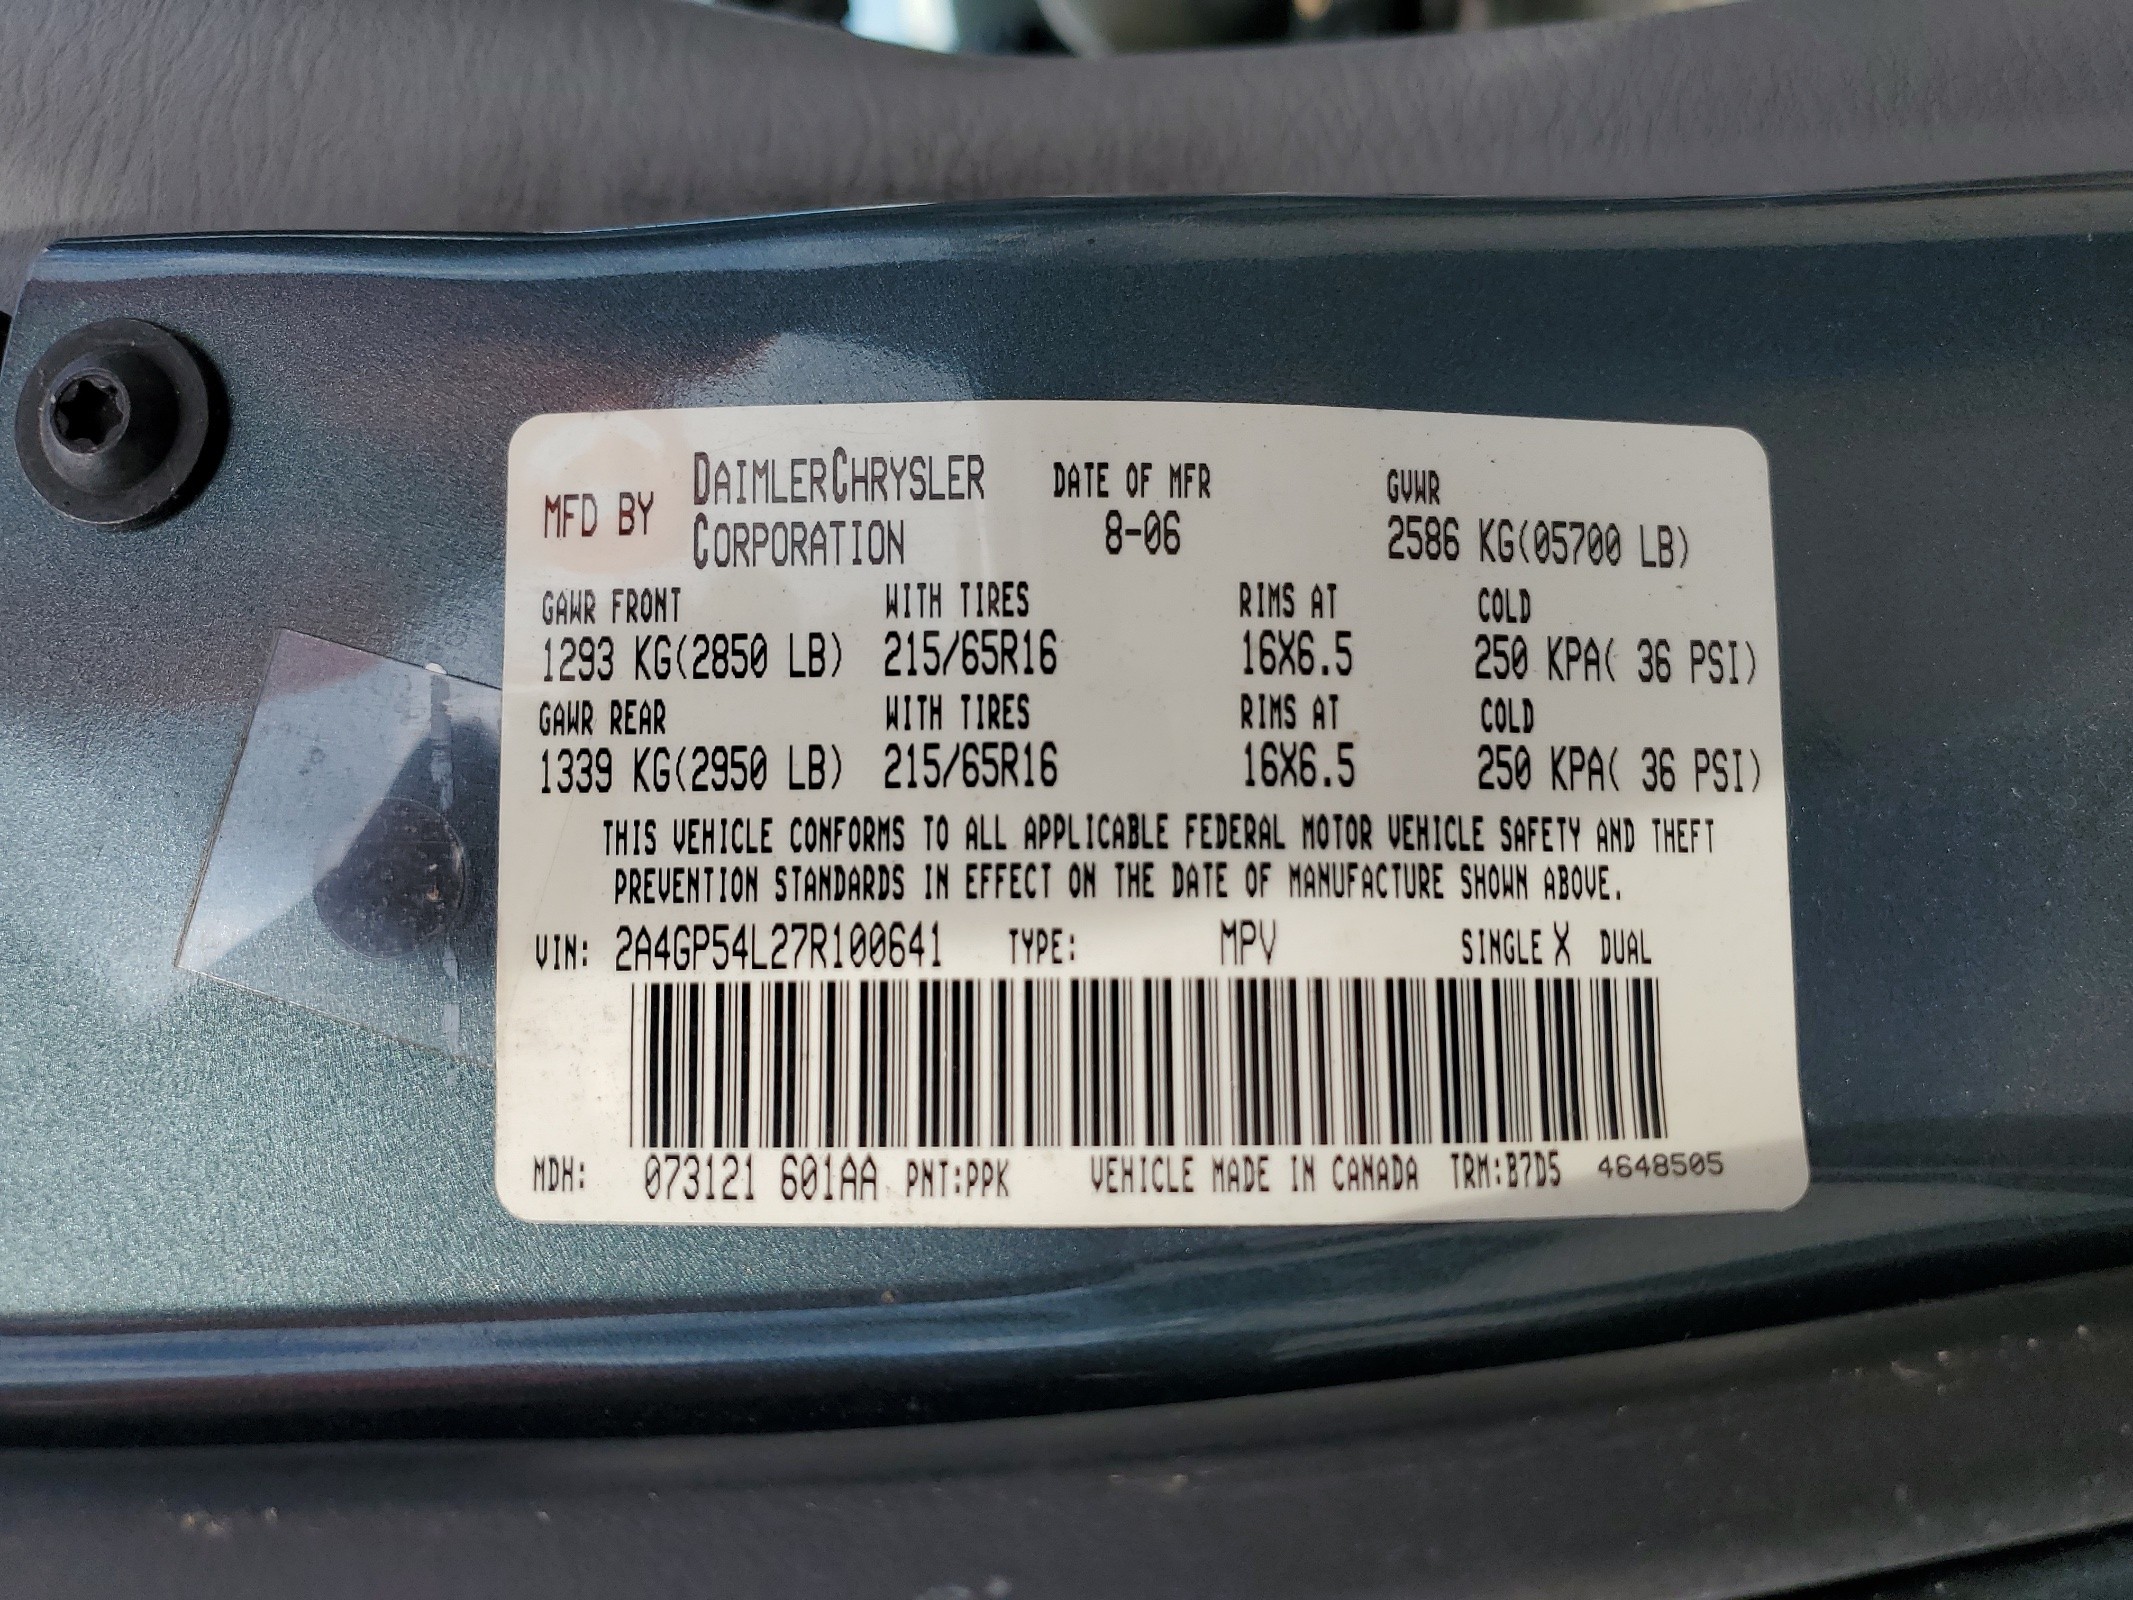 MFD BY DAIMLERCHRYSLER CORPORATION DATE OF MFR 8-06 GVWR 2586 KG(05700 LB)
GAWR FRONT WITH TIRES RIMS AT COLD
1293 KG(2850 LB) 215/65R16 16X6.5 250 KPA( 36 PSI)
GAWR REAR WITH TIRES RIMS AT COLD
1339 KG(2950 LB) 215/65R16 16X6.5 250 KPA( 36 PSI)
THIS VEHICLE CONFORMS TO ALL APPLICABLE FEDERAL MOTOR VEHICLE SAFETY AND THEFT
PREVENTION STANDARDS IN EFFECT ON THE DATE OF MANUFACTURE SHOWN ABOVE.
VIN: 2A4GP54L27R100641 TYPE: MPV SINGLE X DUAL
MDH: 073121 601AA PNT:PPK VEHICLE MADE IN CANADA TRM:B7D5 4648505